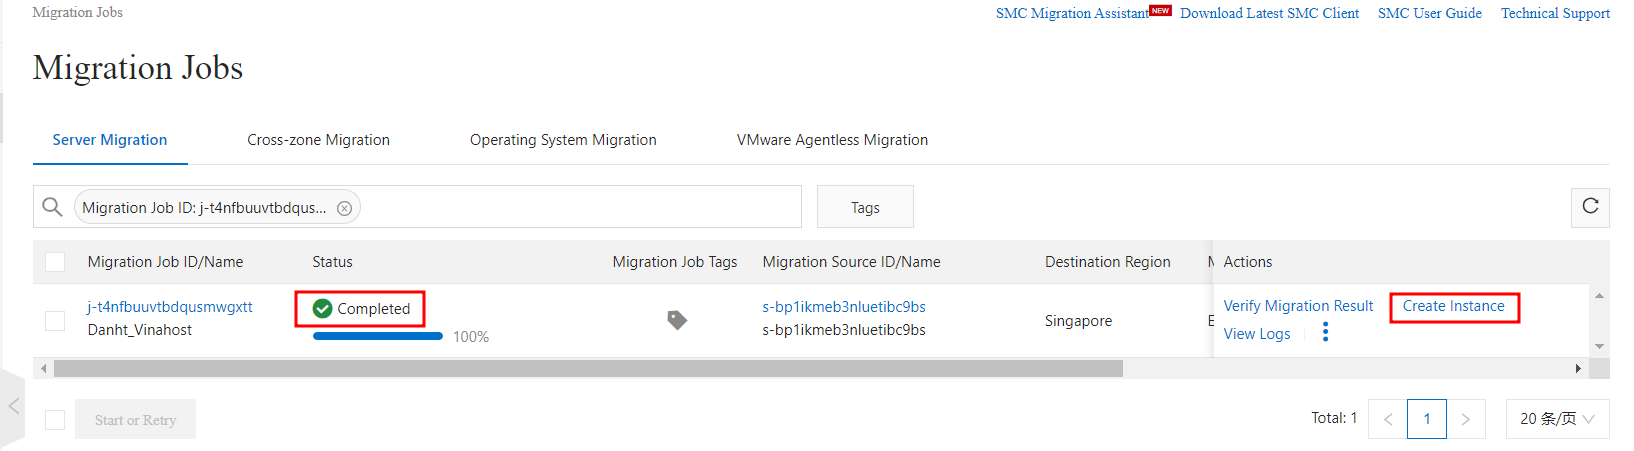 Migration Jobs
SMC Migration Assistant NEW Download Latest SMC Client SMC User Guide Technical Support
Migration Jobs
Server Migration Cross-zone Migration Operating System Migration VMware Agentless Migration
Migration Job ID: j-t4nfbuuvtbdqus...
Tags
Migration Job ID/Name Status Migration Job Tags Migration Source ID/Name Destination Region Actions
j-t4nfbuuvtbdqusmwgxtt Completed s-bp1ikmeb3nluetibc9bs Singapore Verify Migration Result Create Instance
Danht_Vinahost 100% s-bp1ikmeb3nluetibc9bs View Logs
Start or Retry Total: 1 1 20 条/页